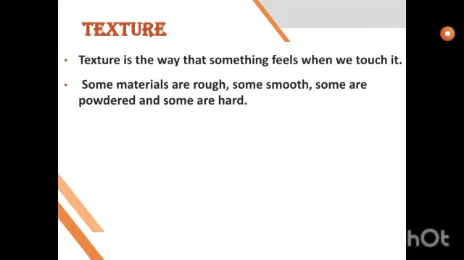 TEXTURE
Texture is the way that something feels when we touch it.
Some materials are rough, some smooth, some are
powdered and some are hard.